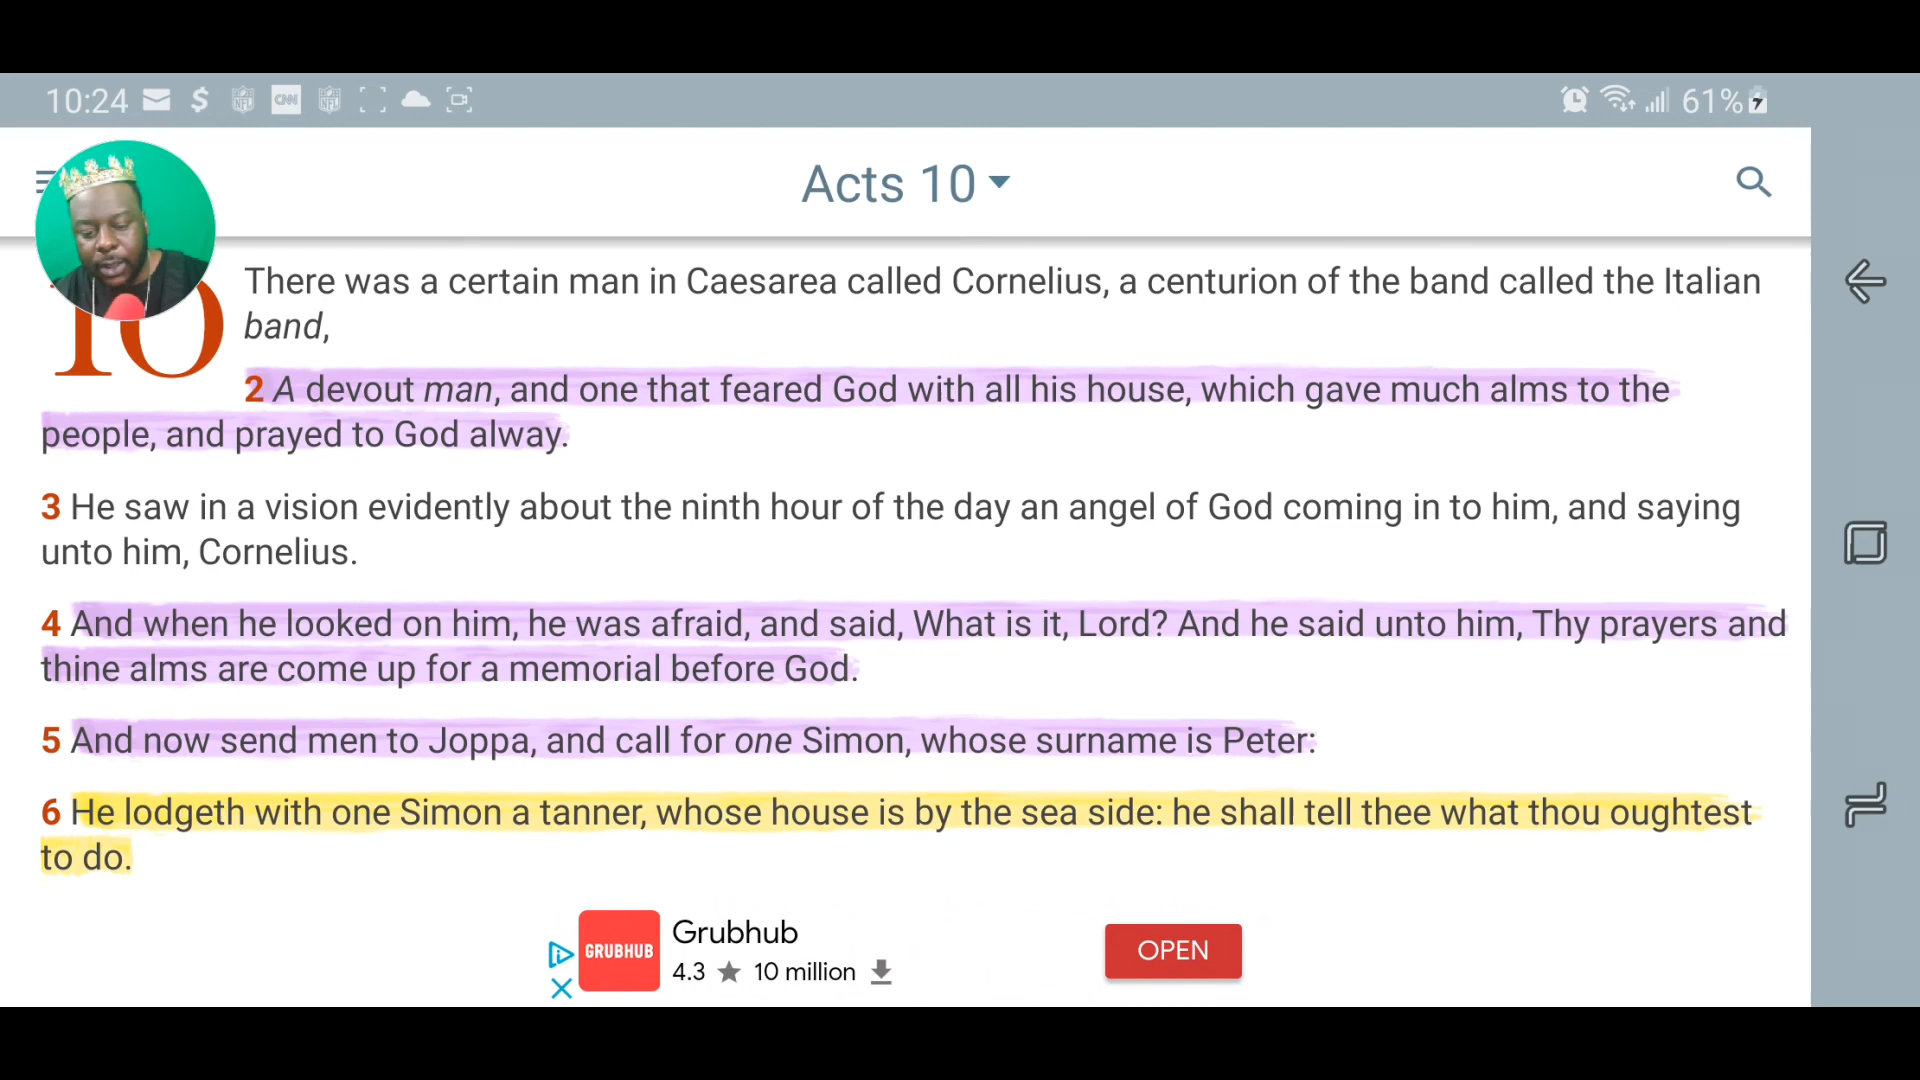 10:24
$
NFL
CNN
NFL
61%
Acts 10
10
There was a certain man in Caesarea called Cornelius, a centurion of the band called the Italian
band,
2 A devout man, and one that feared God with all his house, which gave much alms to the
people, and prayed to God alway.
3 He saw in a vision evidently about the ninth hour of the day an angel of God coming in to him, and saying
unto him, Cornelius.
4 And when he looked on him, he was afraid, and said, What is it, Lord? And he said unto him, Thy prayers and
thine alms are come up for a memorial before God.
5 And now send men to Joppa, and call for one Simon, whose surname is Peter:
6 He lodgeth with one Simon a tanner, whose house is by the sea side: he shall tell thee what thou oughtest
to do.
GRUBHUB
Grubhub
4.3 ★ 10 million
OPEN